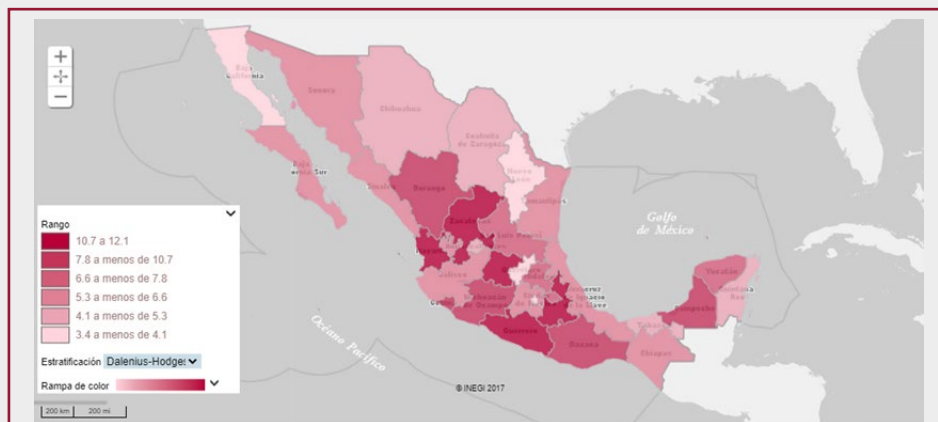 +
−
Baja
California
Sonora
Chihuahua
Coahuila
de Zaragoza
Nuevo
León
Baja
Sur
Sinaloa
Durango
Zacatecas
Tamaulipas
Luis Potosí
Nayarit
Jalisco
Querétaro
Michoacán
de Ocampo
Veracruz
Ignacio
de la Llave
Guerrero
Oaxaca
Chiapas
Campeche
Yucatán
Quintana
Roo
Golfo
de México
Océano Pacífico
© INEGI 2017
Rango
10.7 a 12.1
7.8 a menos de 10.7
6.6 a menos de 7.8
5.3 a menos de 6.6
4.1 a menos de 5.3
3.4 a menos de 4.1
Estratificación Dalenius-Hodges
Rampa de color
200 km 200 mi